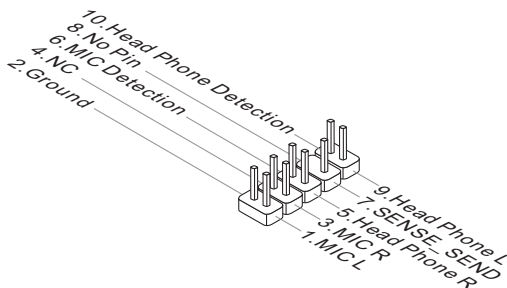 10.Head Phone Detection
8.No Pin
6.MIC Detection
4.NC
2.Ground
9.Head Phone L
7.SENSE_SEND
5.Head Phone R
3.MIC R
1.MIC L